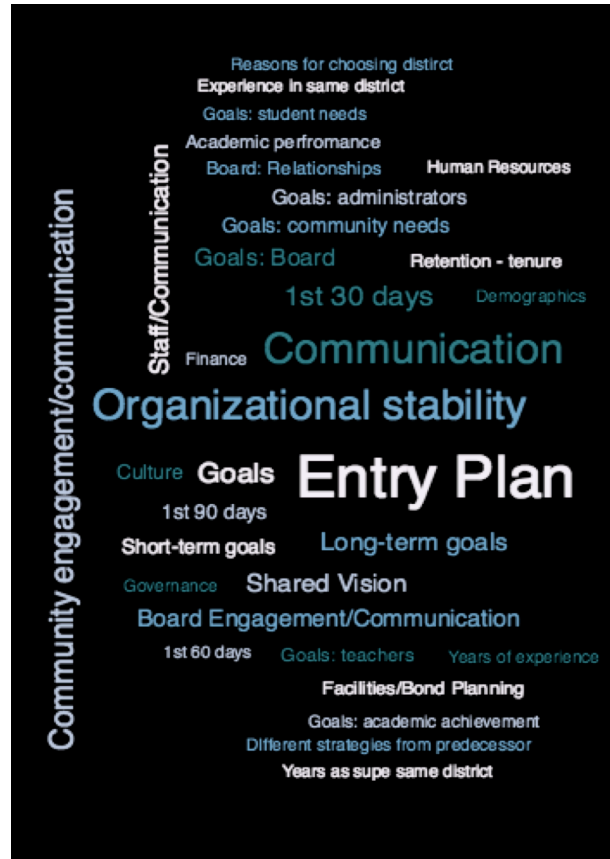 Reasons for choosing distirct
Experience in same district
Goals: student needs
Academic perfromance
Board: Relationships
Human Resources
Goals: administrators
Goals: community needs
Goals: Board
Retention - tenure
1st 30 days
Demographics
Staff/Communication
Finance
Communication
Community engagement/communication
Organizational stability
Culture
Goals
Entry Plan
1st 90 days
Short-term goals
Long-term goals
Governance
Shared Vision
Board Engagement/Communication
1st 60 days
Goals: teachers
Years of experience
Facilities/Bond Planning
Goals: academic achievement
DIfferent strategies from predecessor
Years as supe same district